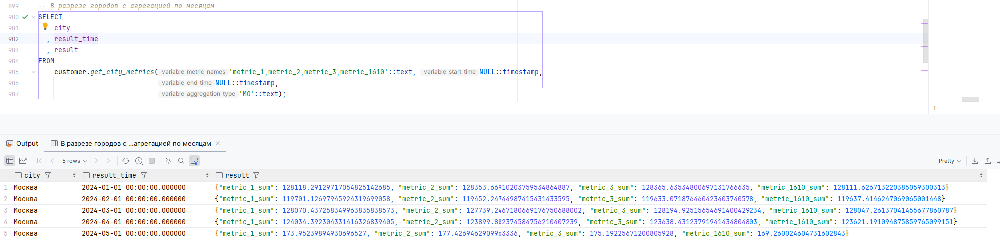 899 -- В разрезе городов с агрегацией по месяцам
900 SELECT
901 city
902 , result_time
903 , result
904 FROM
905 customer.get_city_metrics( variable_metric_names 'metric_1,metric_2,metric_3,metric_1610'::text, variable_start_time NULL::timestamp,
906 variable_end_time NULL::timestamp,
907 variable_aggregation_type 'MO'::text);
t
Output В разрезе городов с ...агрегацией по месяцам ×
5 rows Pretty
city result_time result
1 Москва 2024-01-01 00:00:00.000000 {"metric_1_sum": 128118.29129717054825142685, "metric_2_sum": 128353.66910203759534864887, "metric_3_sum": 128365.63534800697131766635, "metric_1610_sum": 128111.626713220385059300313}
2 Москва 2024-02-01 00:00:00.000000 {"metric_1_sum": 119701.12697945924319699058, "metric_2_sum": 119452.24744987415431433595, "metric_3_sum": 119633.071876460423403740578, "metric_1610_sum": 119637.41462470690650​01448}
3 Москва 2024-03-01 00:00:00.000000 {"metric_1_sum": 128070.437258349963835838573, "metric_2_sum": 127739.24671806691767506880​02, "metric_3_sum": 128194.92515654691400429234, "metric_1610_sum": 128047.261370414556778607​87}
4 Москва 2024-04-01 00:00:00.000000 {"metric_1_sum": 124034.392304331416326839405, "metric_2_sum": 123899.882374584756210407239, "metric_3_sum": 123638.43123791941434804803, "metric_1610_sum": 123621.191094875859765099151}
5 Москва 2024-05-01 00:00:00.000000 {"metric_1_sum": 173.95239894930696527, "metric_2_sum": 177.4269462909963336, "metric_3_sum": 175.19225671200805928, "metric_1610_sum": 169.260024604731602843}